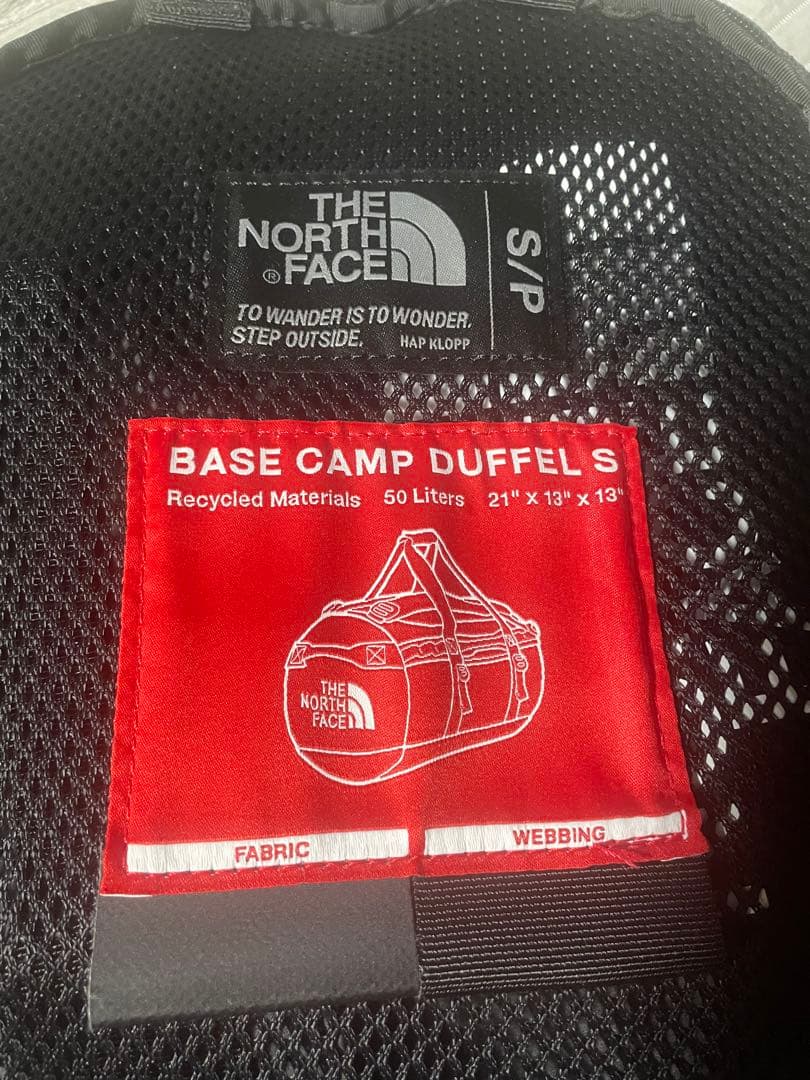 THE
NORTH
® FACE
S/P
TO WANDER IS TO WONDER.
STEP OUTSIDE. HAP KLOPP
BASE CAMP DUFFEL S
Recycled Materials 50 Liters 21" x 13" x 13"
THE
NORTH
FACE
FABRIC WEBBING